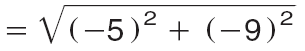 = √((-5)² + (-9)²)